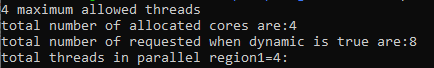 4 maximum allowed threads
total number of allocated cores are:4
total number of requested when dynamic is true are:8
total threads in parallel region1=4: